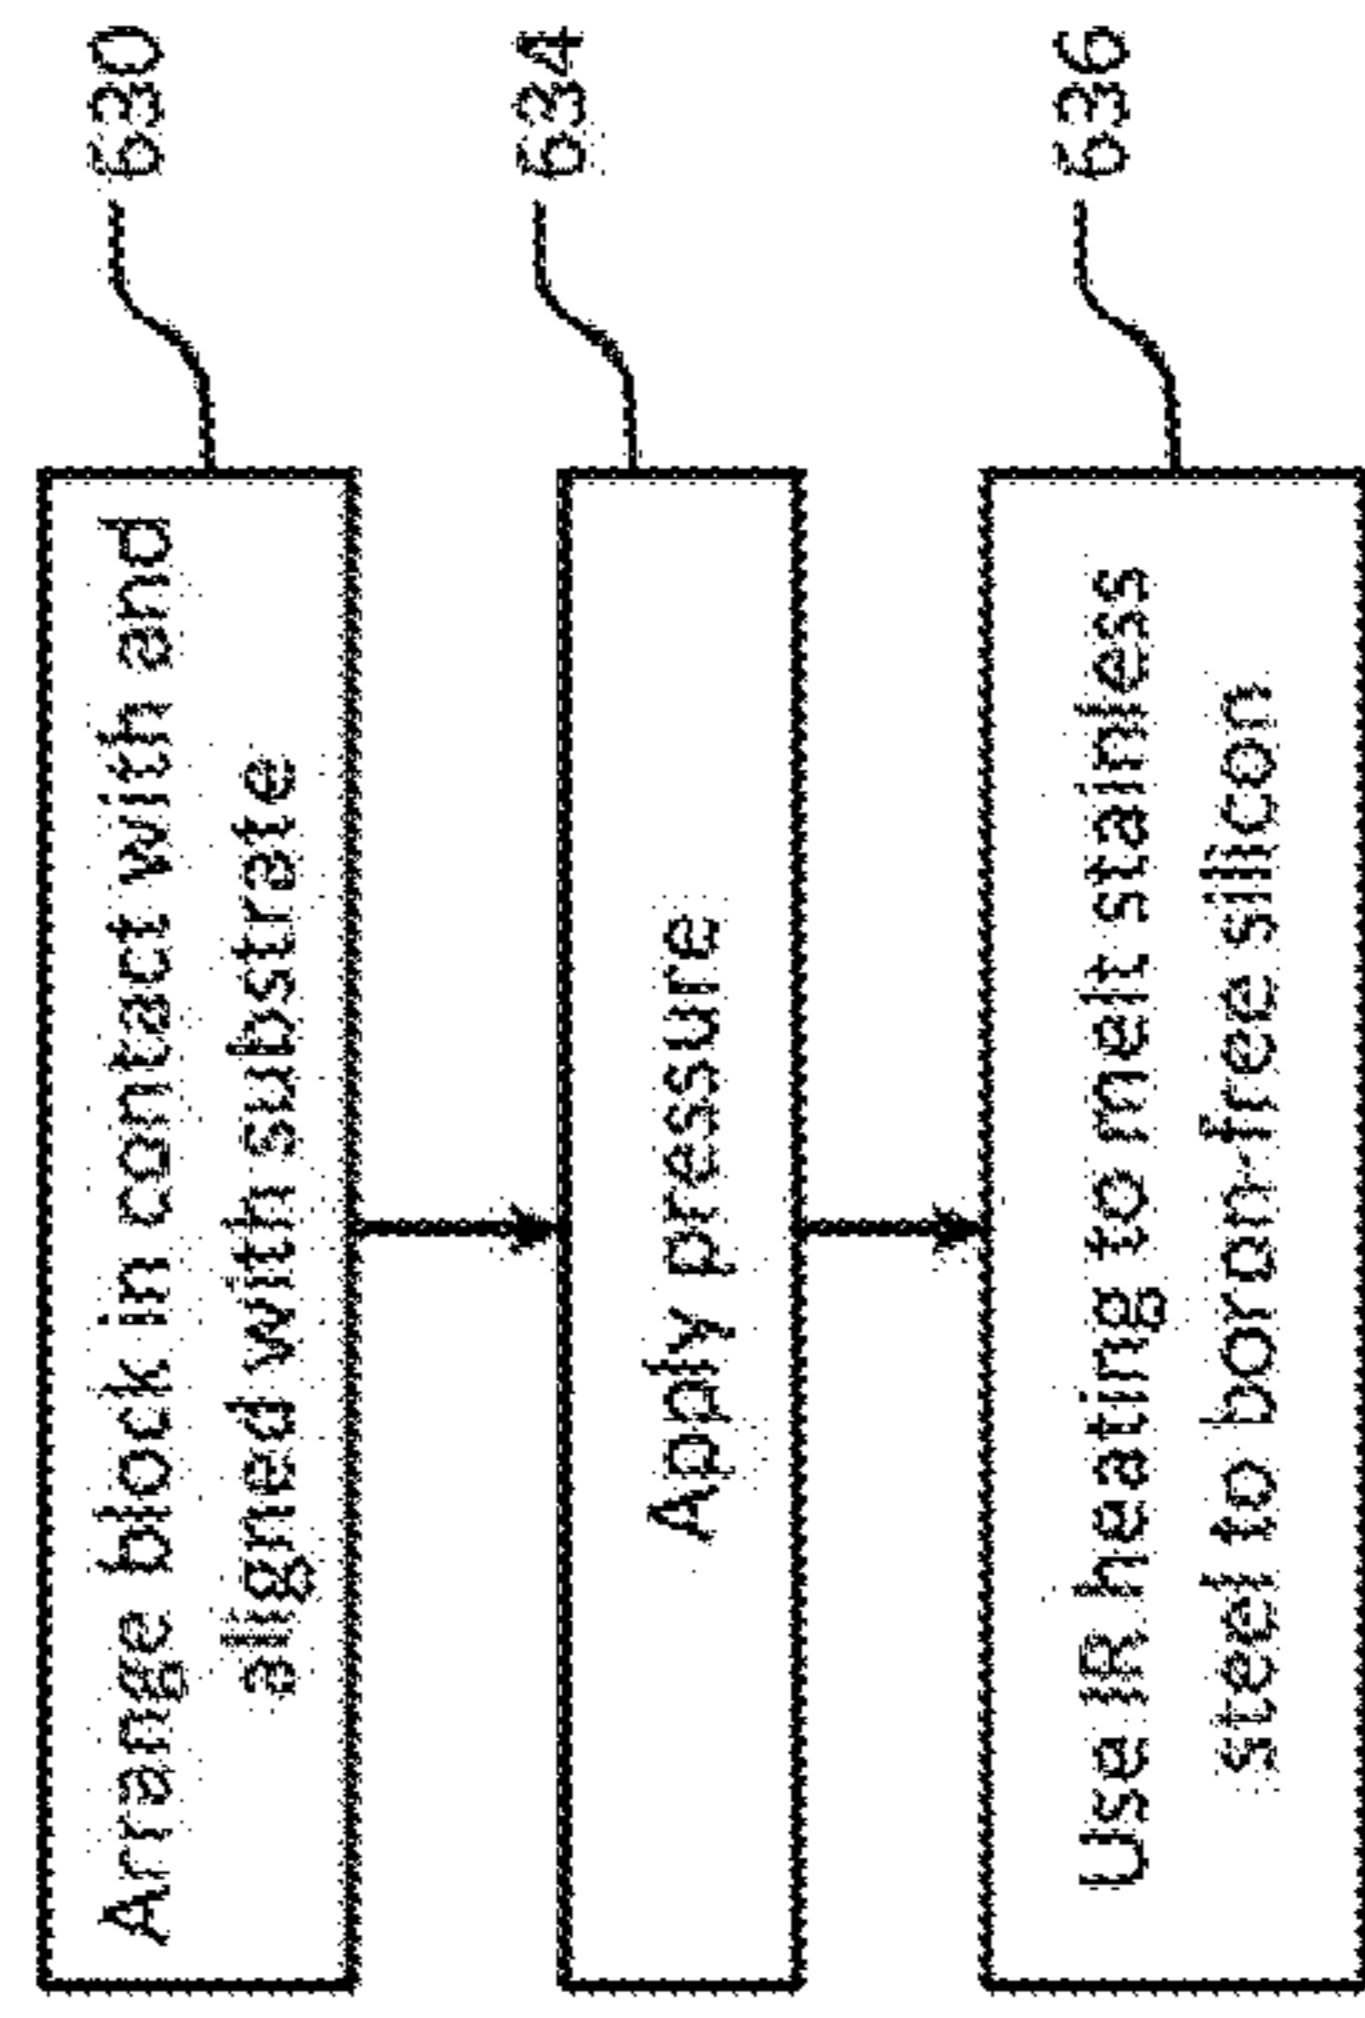 Arrange block in contact with and
aligned with substrate
630
Apply pressure
634
Use IR heating to melt stainless
steel to boron-free silicon
636